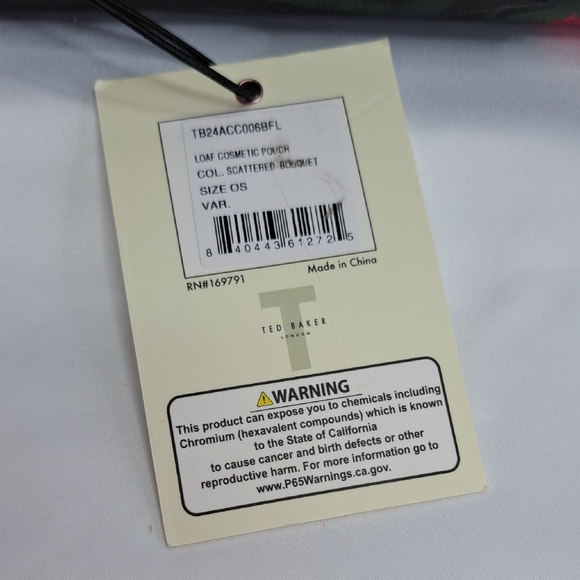 TB24ACC006BFL
LOAF COSMETIC POUCH
COL. SCATTERED BOUQUET
SIZE OS
VAR.
8 40443 61272 5
RN#169791 Made in China
T
TED BAKER
LONDON
WARNING
This product can expose you to chemicals including
Chromium (hexavalent compounds) which is known
to the State of California
to cause cancer and birth defects or other
reproductive harm. For more information go to
www.P65Warnings.ca.gov.